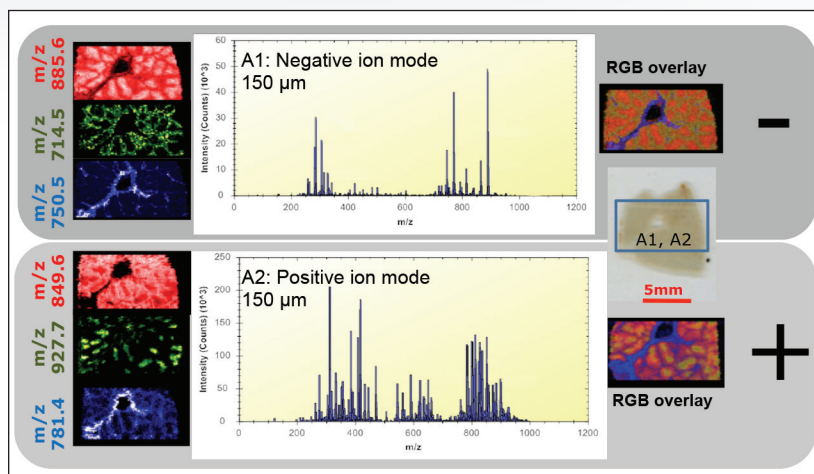 m/z
885.6
m/z
714.5
m/z
750.5
A1: Negative ion mode
150 µm
Intensity (Counts) (10^3)
60
50
40
30
20
10
0
0 200 400 600 800 1000 1200
m/z
RGB overlay
−
A1, A2
5mm
m/z
849.6
m/z
927.7
m/z
781.4
A2: Positive ion mode
150 µm
Intensity (Counts) (10^3)
250
200
150
100
50
0
0 200 400 600 800 1000 1200
m/z
RGB overlay
+